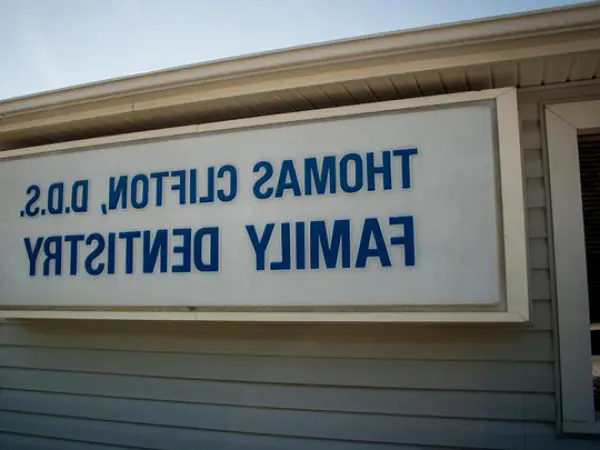 THOMAS CLIFTON, D.D.S.
FAMILY DENTISTRY